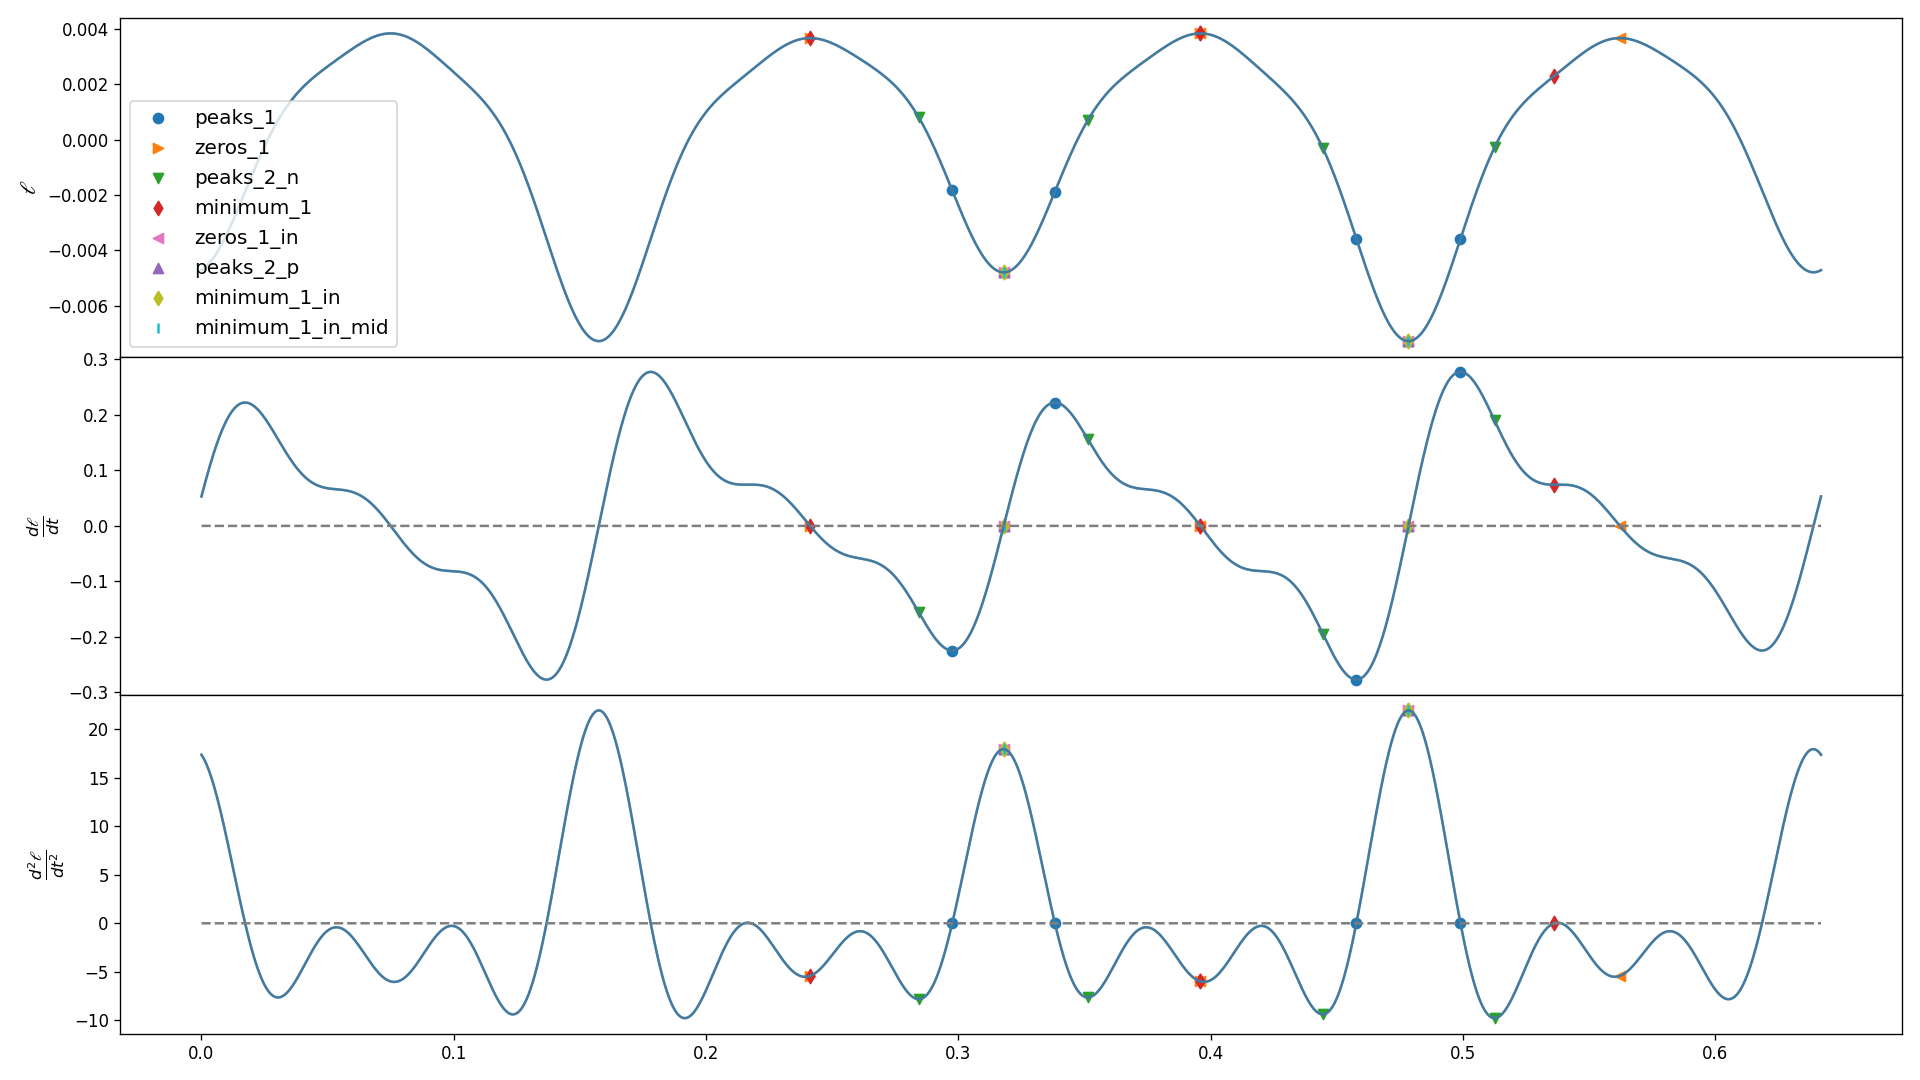 0.004
0.002
0.000
−0.002
−0.004
−0.006
ℓ
peaks_1
zeros_1
peaks_2_n
minimum_1
zeros_1_in
peaks_2_p
minimum_1_in
minimum_1_in_mid
0.3
0.2
0.1
0.0
−0.1
−0.2
−0.3
dℓ/dt
20
15
10
5
0
−5
−10
d²ℓ/dt²
0.0 0.1 0.2 0.3 0.4 0.5 0.6